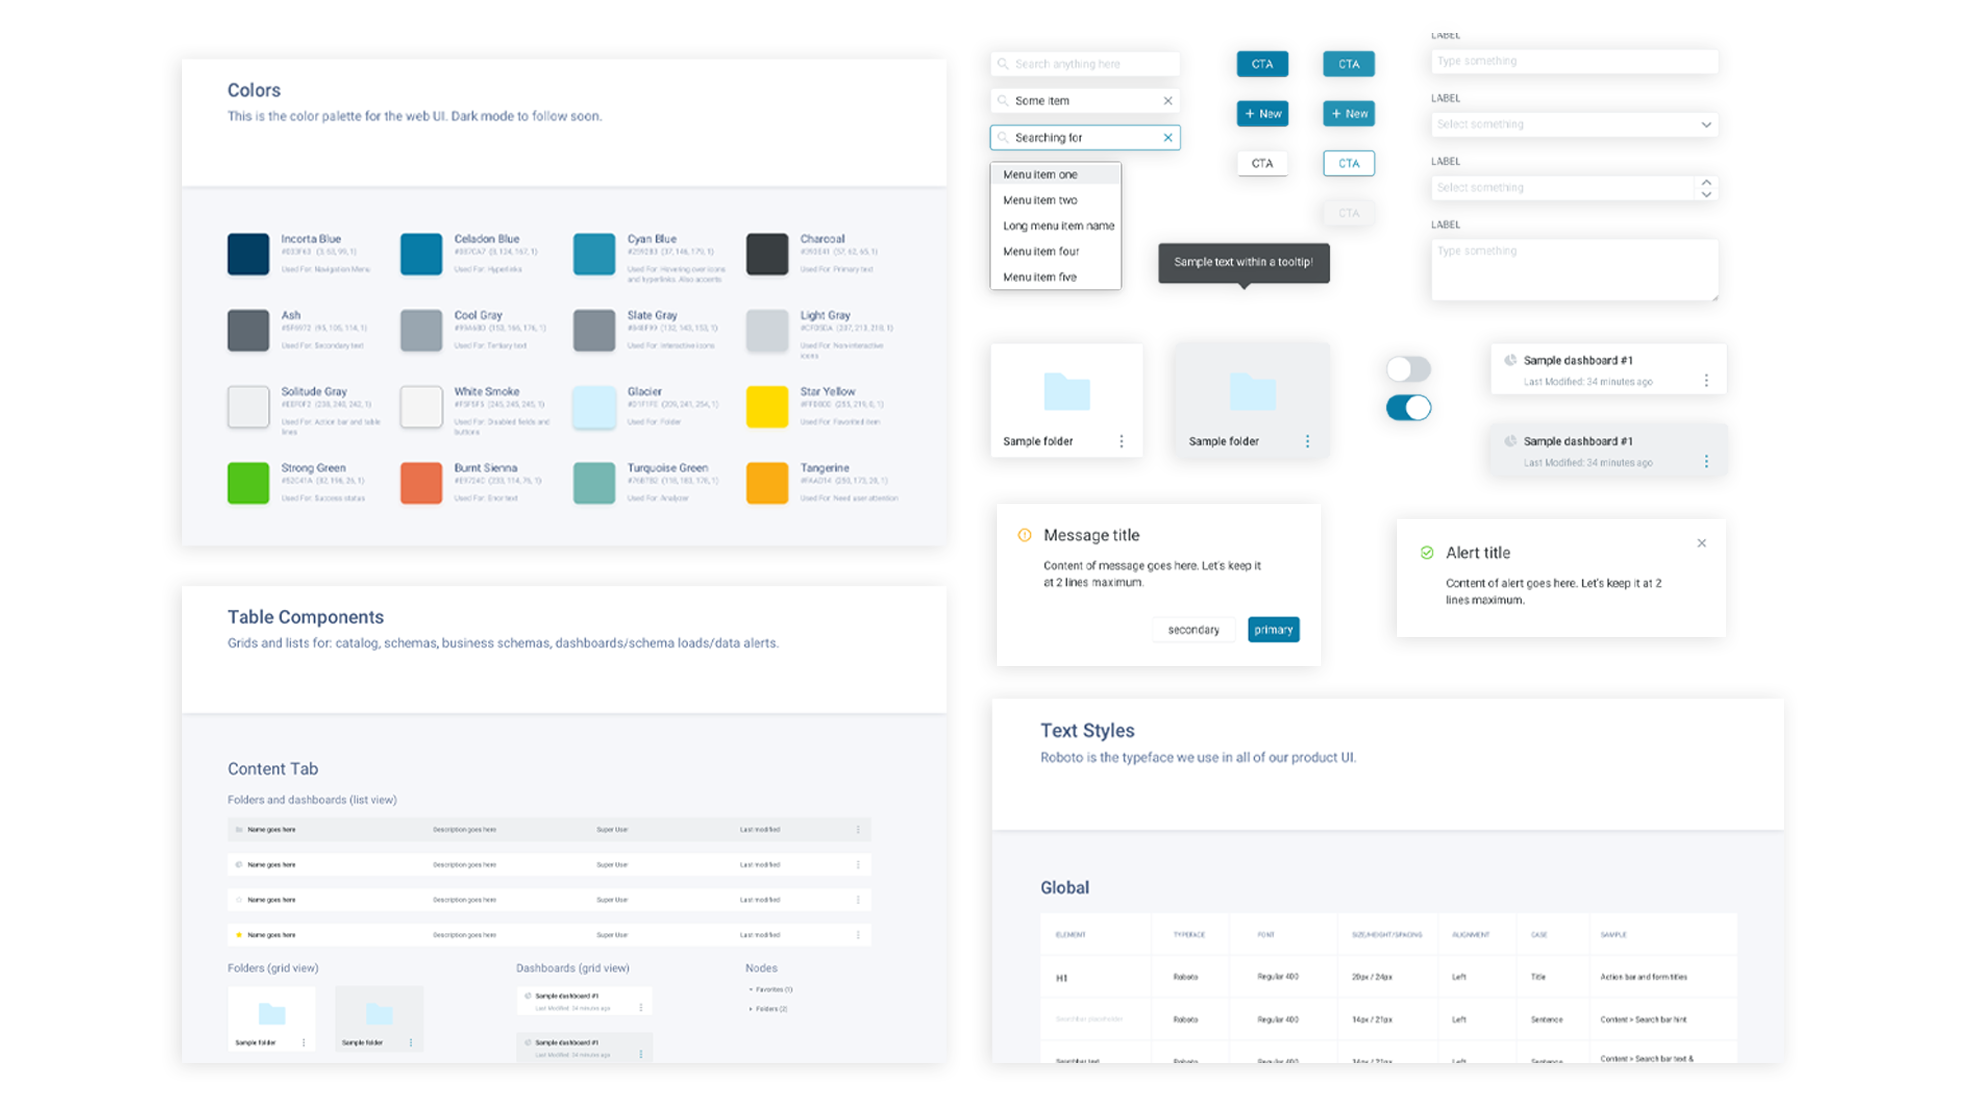 Colors
This is the color palette for the web UI. Dark mode to follow soon.
Incorta Blue
(3, 63, 99, 1)
Used For: Navigation Menu
Celadon Blue
#007CA7 (3, 124, 167, 1)
Used For: Hyperlinks
Cyan Blue
(37, 146, 179, 1)
Used For: Hovering over icons
and hyperlinks. Also accents
Charcoal
(57, 62, 65, 1)
Used For: Primary text
Ash
(95, 105, 114, 1)
Used For: Secondary text
Cool Gray
(153, 166, 176, 1)
Used For: Tertiary text
Slate Gray
(132, 143, 153, 1)
Used For: Interactive icons
Light Gray
Used For: Non-interactive
icons
Solitude Gray
#EEF0F2 (238, 240, 242, 1)
Used For: Action bar and table
lines
White Smoke
#F5F5F5 (245, 245, 245, 1)
Used For: Disabled fields and
buttons
Glacier
#D1F1FE (209, 241, 254, 1)
Used For: Folder
Star Yellow
(255, 219, 0, 1)
Used For: Favorited item
Strong Green
#52C41A (82, 196, 26, 1)
Used For: Success status
Burnt Sienna
#E9724C (233, 114, 76, 1)
Used For: Error text
Turquoise Green
#76B7B2 (118, 183, 178, 1)
Used For: Analyzer
Tangerine
#FAAD14 (250, 173, 20, 1)
Used For: Need user attention
Search anything here
Some item
Searching for
Menu item one
Menu item two
Long menu item name
Menu item four
Menu item five
CTA
CTA
+ New
+ New
CTA
CTA
CTA
Sample text within a tooltip!
LABEL
Type something
LABEL
Select something
LABEL
Select something
LABEL
Type something
Sample folder
Sample folder
Sample dashboard #1
Last Modified: 34 minutes ago
Sample dashboard #1
Last Modified: 34 minutes ago
Message title
Content of message goes here. Let's keep it
at 2 lines maximum.
secondary
primary
Alert title
Content of alert goes here. Let's keep it at 2
lines maximum.
Table Components
Grids and lists for: catalog, schemas, business schemas, dashboards/schema loads/data alerts.
Content Tab
Folders and dashboards (list view)
Name goes here Description goes here Super User Last modified
Name goes here Description goes here Super User Last modified
Name goes here Description goes here Super User Last modified
Name goes here Description goes here Super User Last modified
Folders (grid view)
Sample folder
Sample folder
Dashboards (grid view)
Sample dashboard #1
Last Modified: 34 minutes ago
Sample dashboard #1
Last Modified: 34 minutes ago
Nodes
Favorites (1)
Folders (2)
Text Styles
Roboto is the typeface we use in all of our product UI.
Global
ELEMENT TYPEFACE FONT SIZE/HEIGHT/SPACING ALIGNMENT CASE SAMPLE
H1 Roboto Regular 400 20px / 24px Left Title Action bar and form titles
Searchbar placeholder Roboto Regular 400 14px / 21px Left Sentence Content > Search bar hint
Searchbar text Roboto Regular 400 14px / 21px Left Sentence Content > Search bar text &